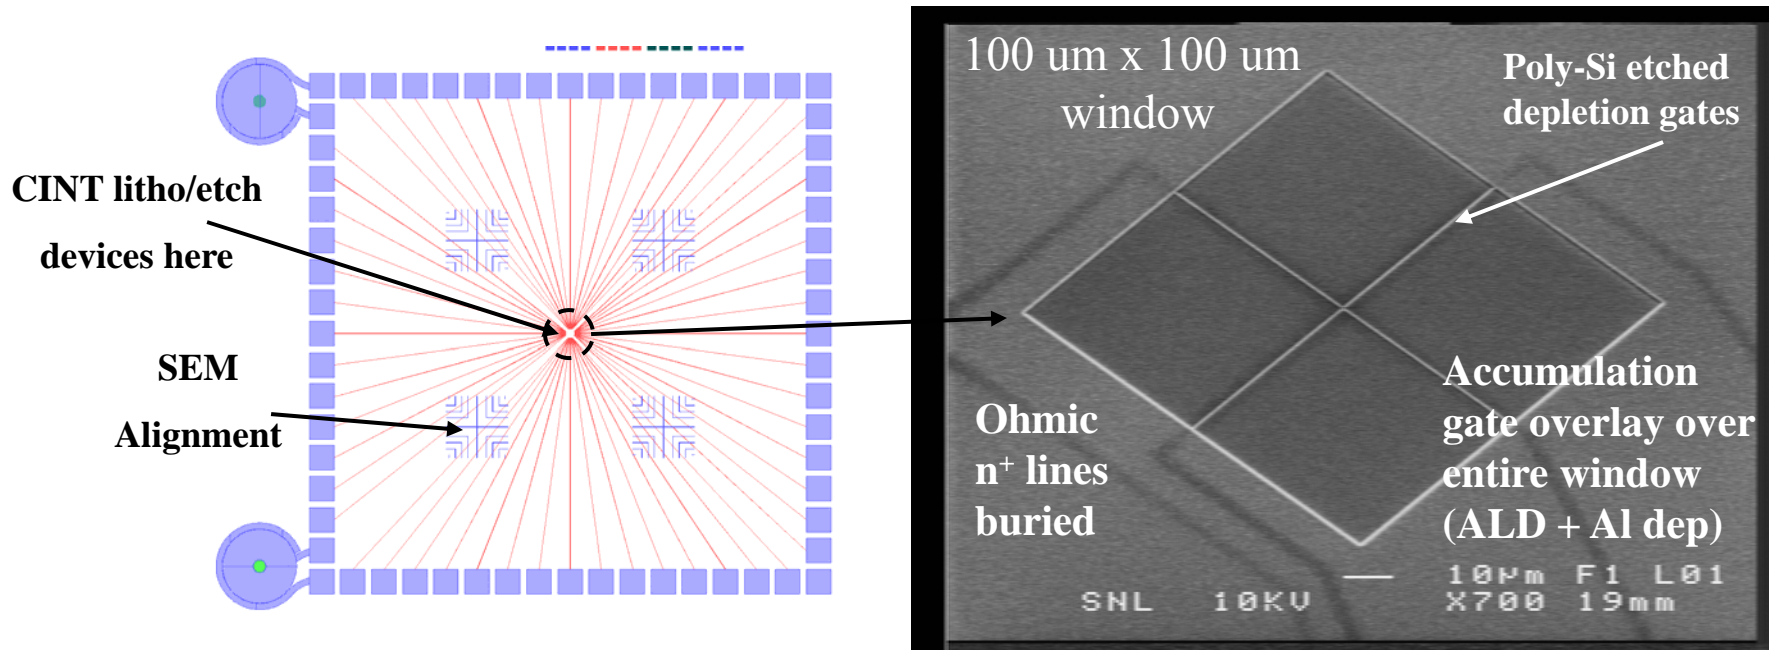 CINT litho/etch
devices here
SEM
Alignment
100 um x 100 um
window
Poly-Si etched
depletion gates
Ohmic
n⁺ lines
buried
Accumulation
gate overlay over
entire window
(ALD + Al dep)
10μm F1 L01
SNL 10KV X700 19mm